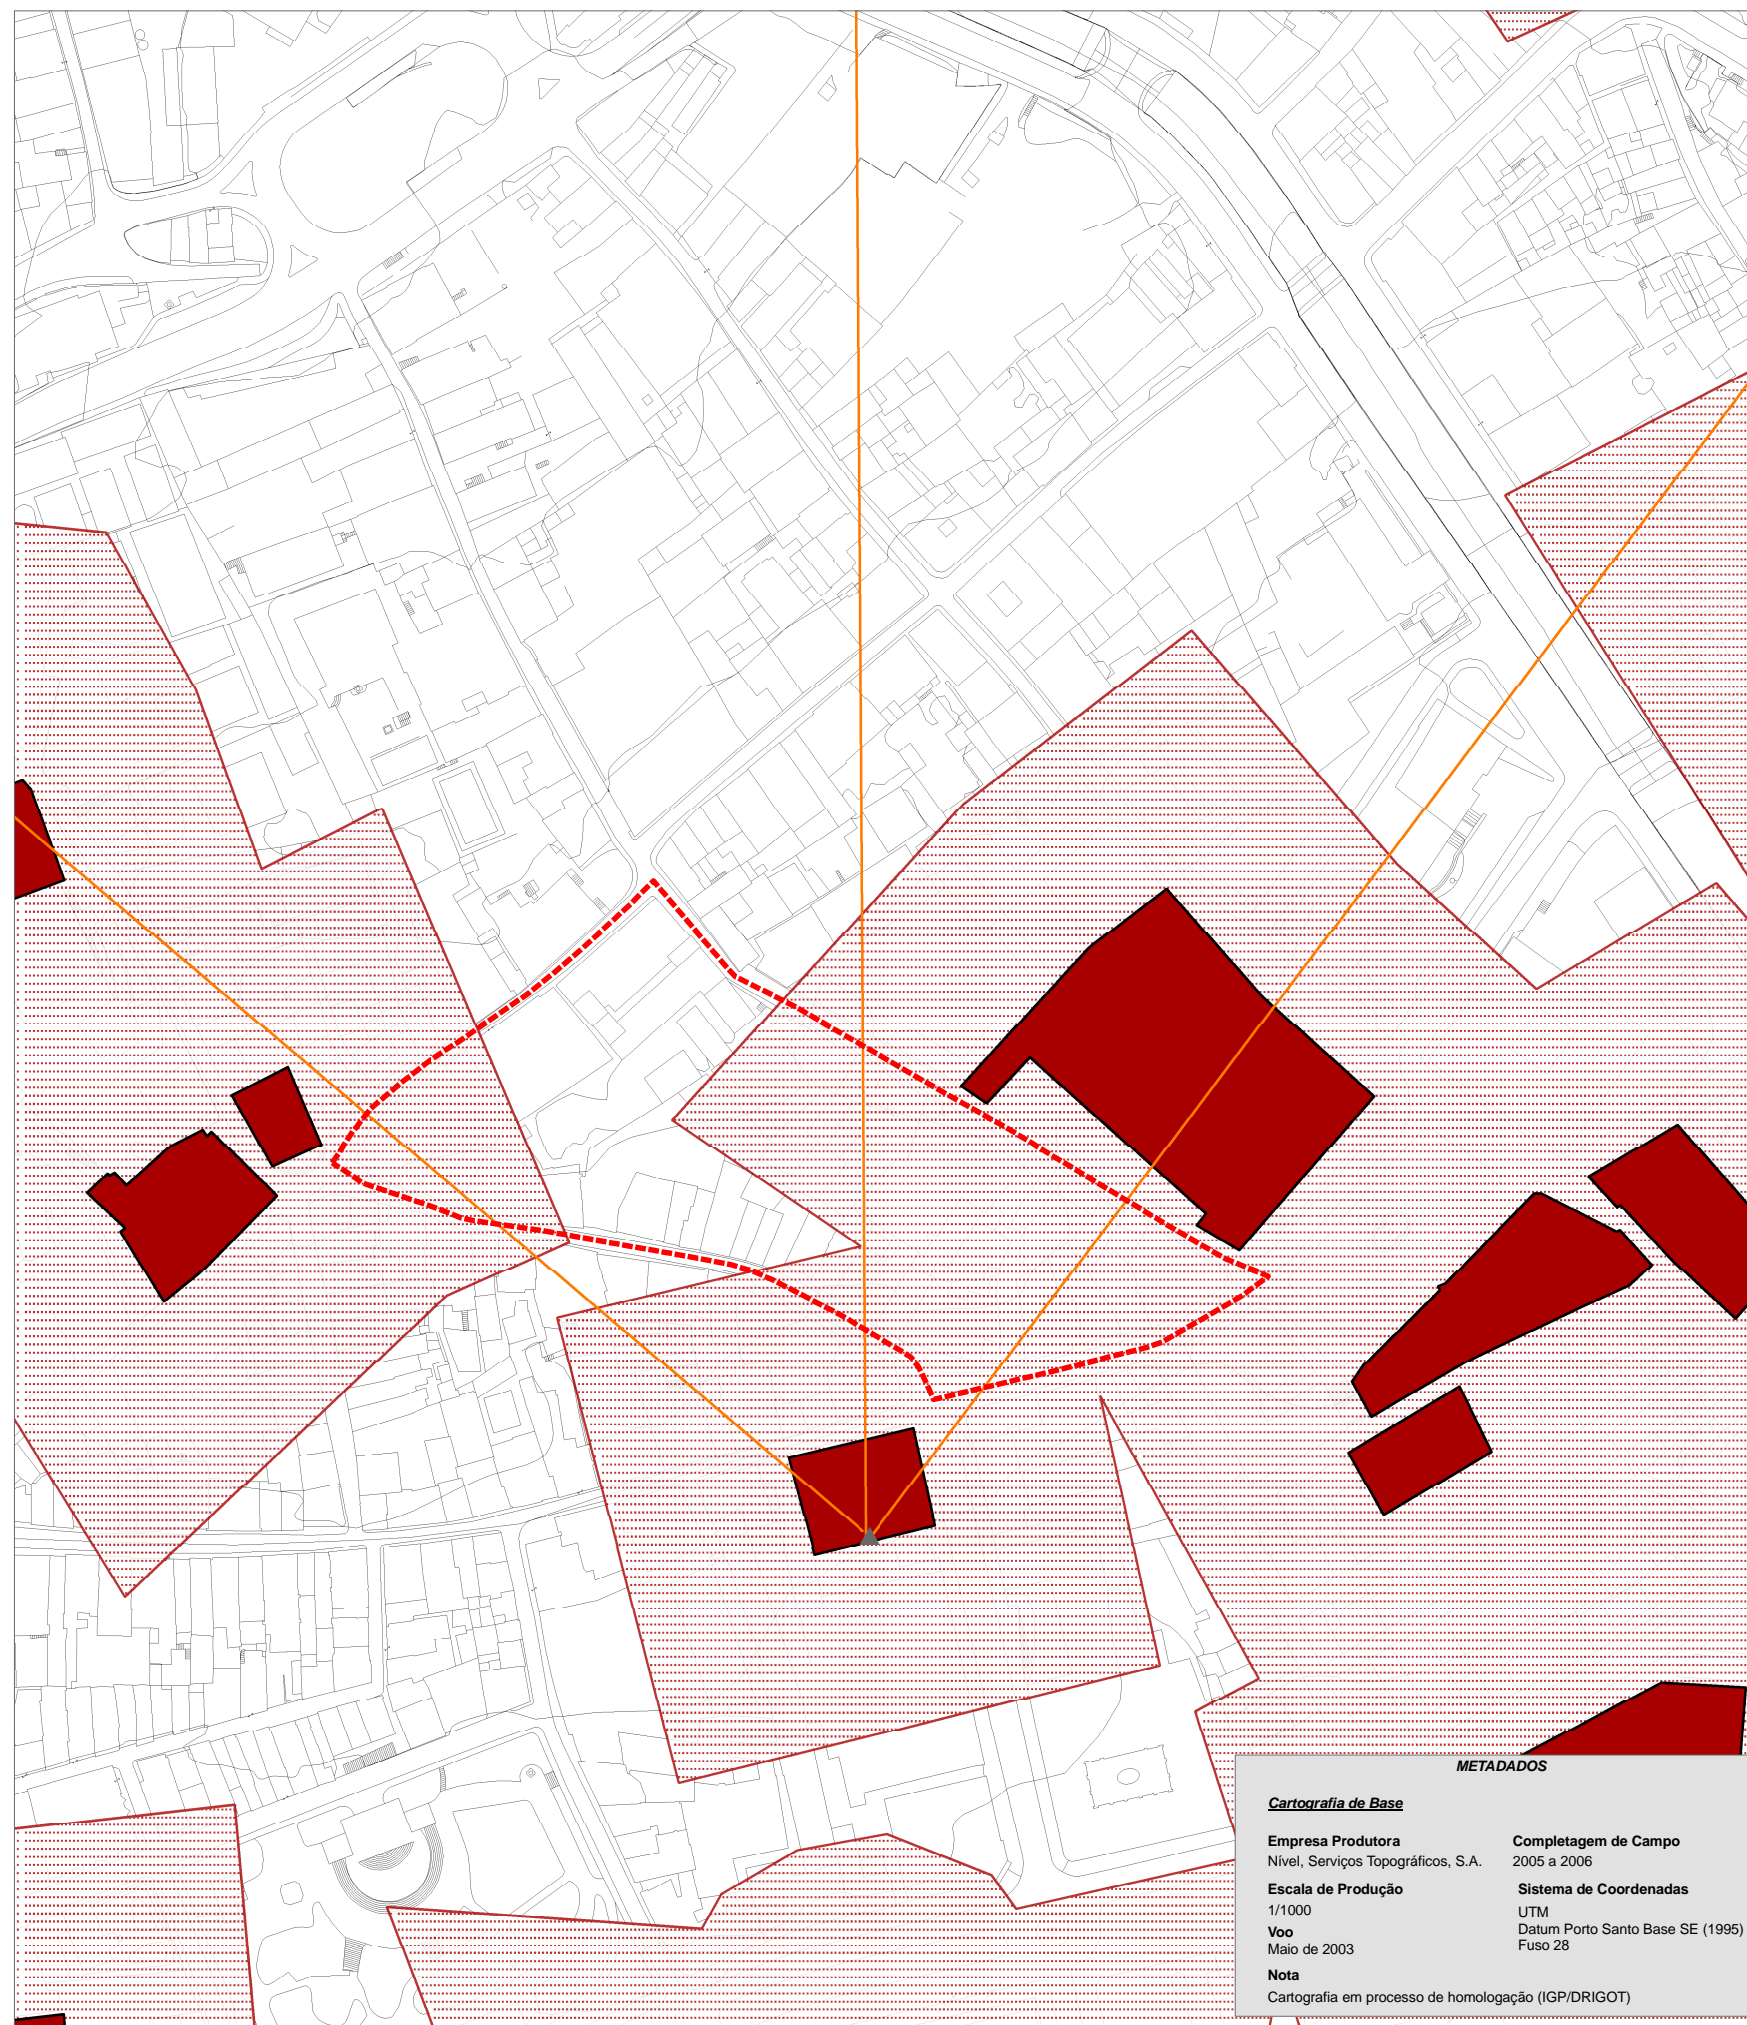 METADADOS
Cartografia de Base
Empresa Produtora
Nível, Serviços Topográficos, S.A.
Completagem de Campo
2005 a 2006
Escala de Produção
1/1000
Sistema de Coordenadas
UTM
Datum Porto Santo Base SE (1995)
Fuso 28
Voo
Maio de 2003
Nota
Cartografia em processo de homologação (IGP/DRIGOT)